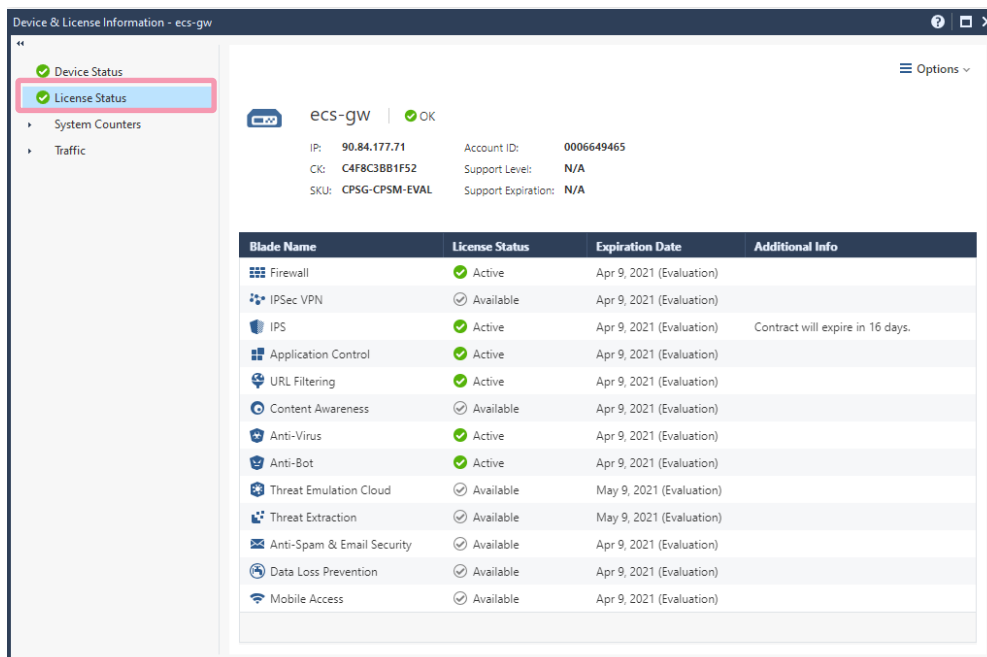 Device & License Information - ecs-gw
Device Status
License Status
System Counters
Traffic
Options
ecs-gw OK
IP: 90.84.177.71 Account ID: 0006649465
CK: C4F8C3BB1F52 Support Level: N/A
SKU: CPSG-CPSM-EVAL Support Expiration: N/A
Blade Name License Status Expiration Date Additional Info
Firewall Active Apr 9, 2021 (Evaluation)
IPSec VPN Available Apr 9, 2021 (Evaluation)
IPS Active Apr 9, 2021 (Evaluation) Contract will expire in 16 days.
Application Control Active Apr 9, 2021 (Evaluation)
URL Filtering Active Apr 9, 2021 (Evaluation)
Content Awareness Available Apr 9, 2021 (Evaluation)
Anti-Virus Active Apr 9, 2021 (Evaluation)
Anti-Bot Active Apr 9, 2021 (Evaluation)
Threat Emulation Cloud Available May 9, 2021 (Evaluation)
Threat Extraction Available May 9, 2021 (Evaluation)
Anti-Spam & Email Security Available Apr 9, 2021 (Evaluation)
Data Loss Prevention Available Apr 9, 2021 (Evaluation)
Mobile Access Available Apr 9, 2021 (Evaluation)